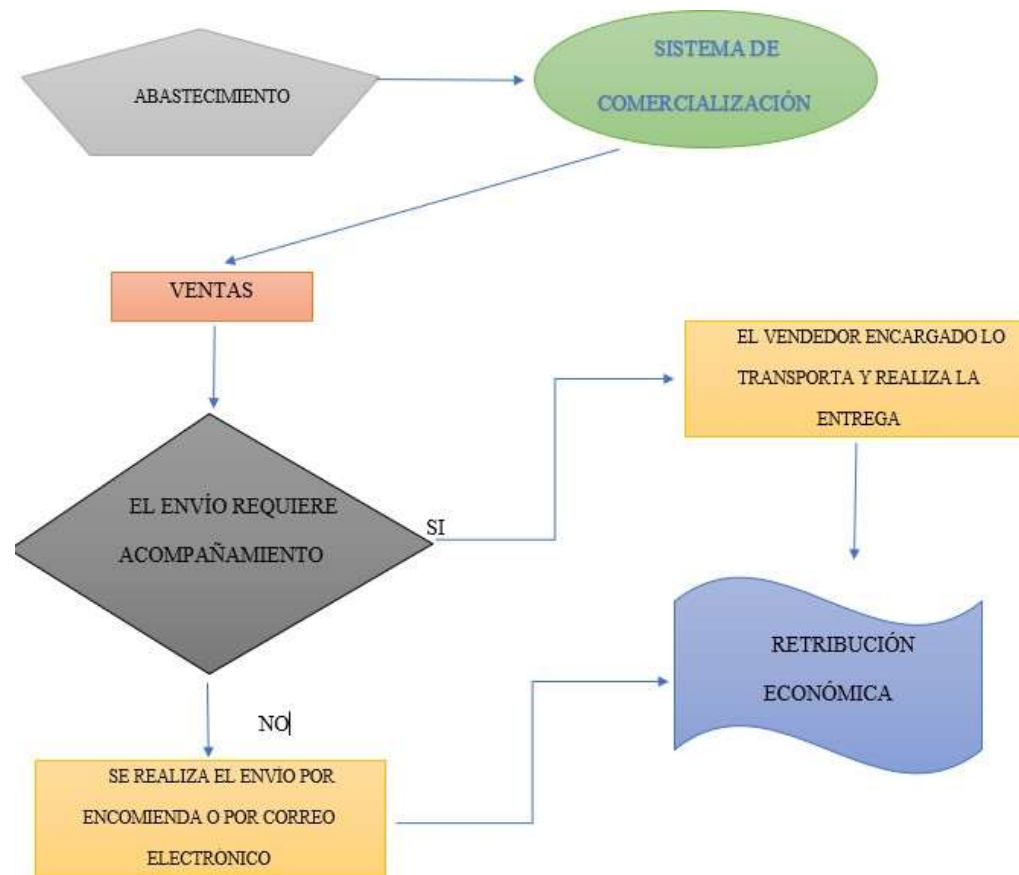 ABASTECIMIENTO
SISTEMA DE
COMERCIALIZACIÓN
VENTAS
EL ENVÍO REQUIERE
ACOMPAÑAMIENTO
SI
EL VENDEDOR ENCARGADO LO
TRANSPORTA Y REALIZA LA
ENTREGA
NO
SE REALIZA EL ENVÍO POR
ENCOMIENDA O POR CORREO
ELECTRÓNICO
RETRIBUCIÓN
ECONÓMICA